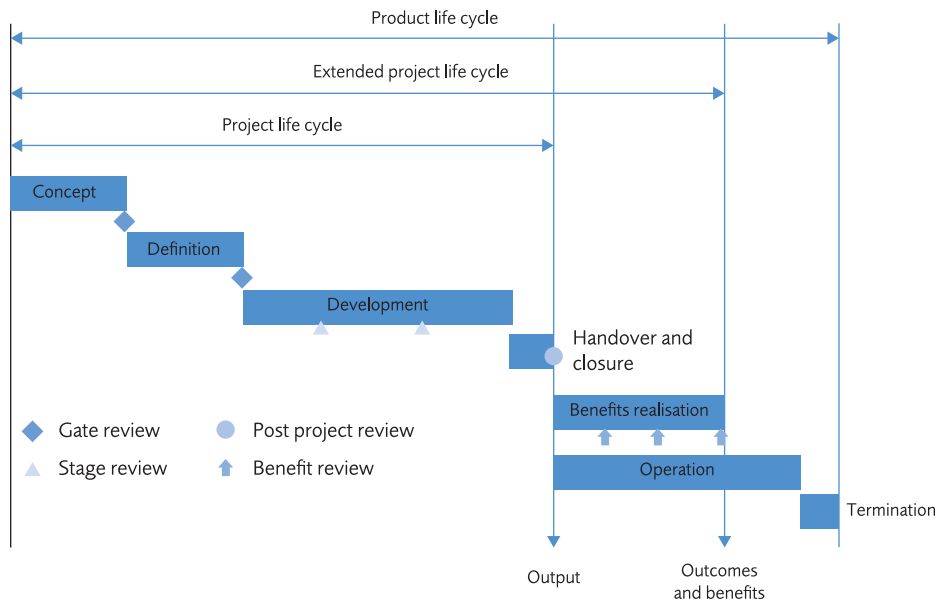 Product life cycle
Extended project life cycle
Project life cycle
Concept
Definition
Development
Handover and
closure
Benefits realisation
Gate review
Post project review
Stage review
Benefit review
Operation
Termination
Output
Outcomes
and benefits